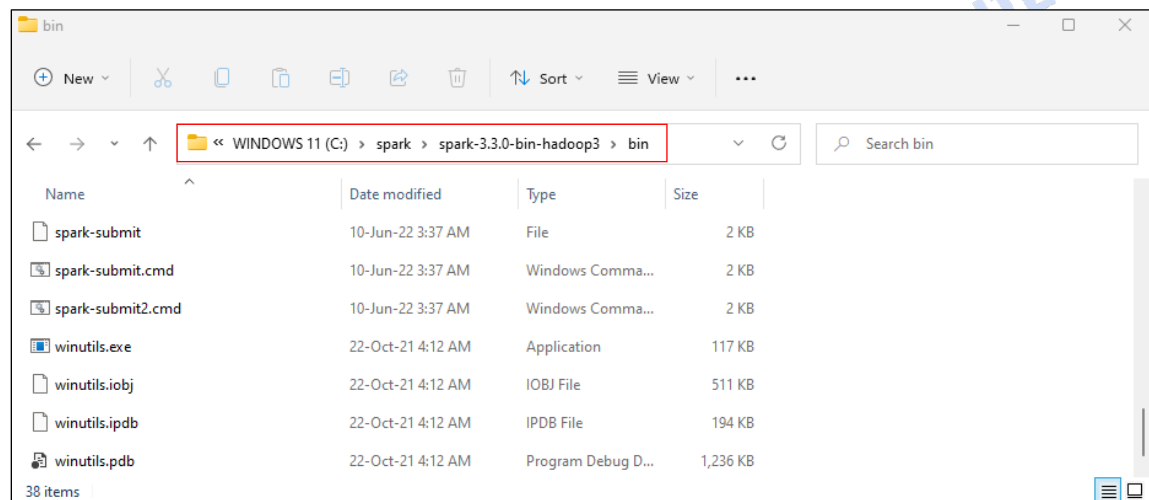 bin
New Sort View ...
« WINDOWS 11 (C:) > spark > spark-3.3.0-bin-hadoop3 > bin Search bin
Name Date modified Type Size
spark-submit 10-Jun-22 3:37 AM File 2 KB
spark-submit.cmd 10-Jun-22 3:37 AM Windows Comma... 2 KB
spark-submit2.cmd 10-Jun-22 3:37 AM Windows Comma... 2 KB
winutils.exe 22-Oct-21 4:12 AM Application 117 KB
winutils.iobj 22-Oct-21 4:12 AM IOBJ File 511 KB
winutils.ipdb 22-Oct-21 4:12 AM IPDB File 194 KB
winutils.pdb 22-Oct-21 4:12 AM Program Debug D... 1,236 KB
38 items